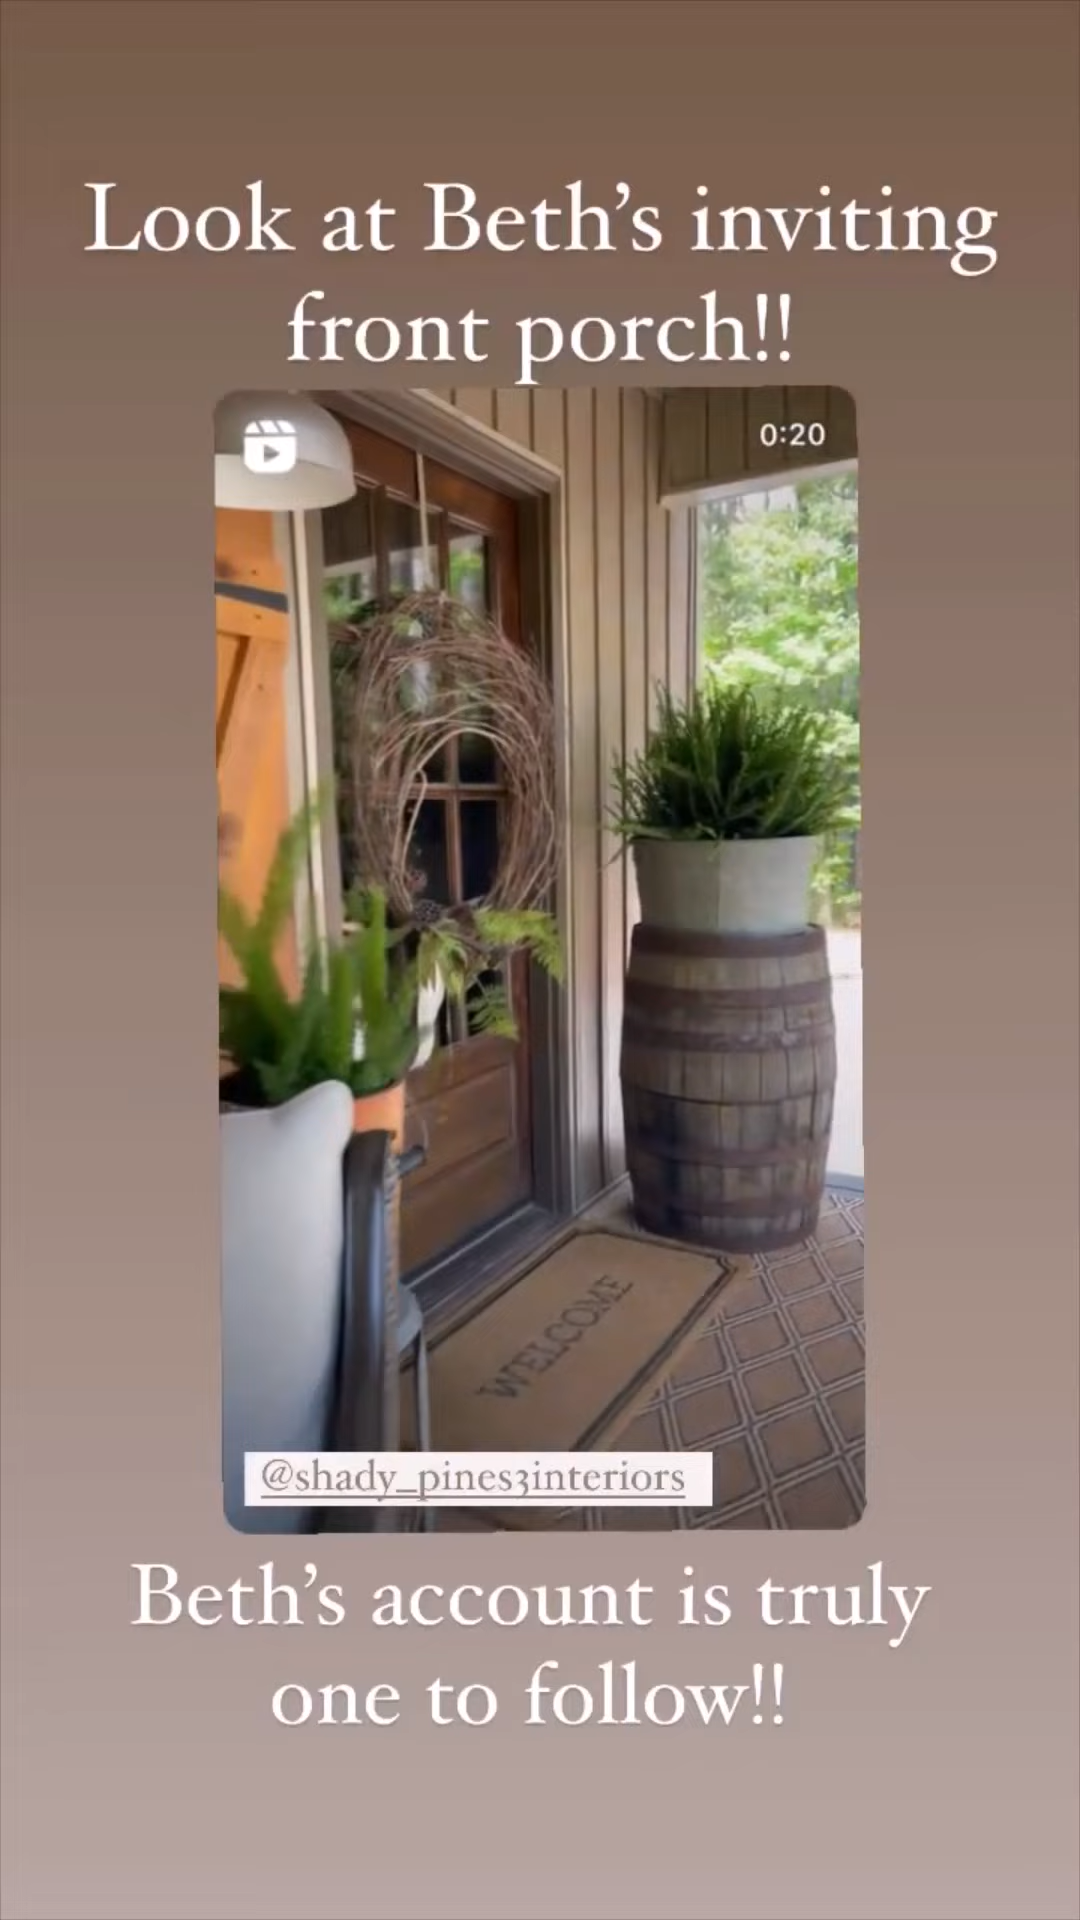 Look at Beth's inviting
front porch!!
0:20
WELCOME
@shady_pines3interiors
Beth's account is truly
one to follow!!